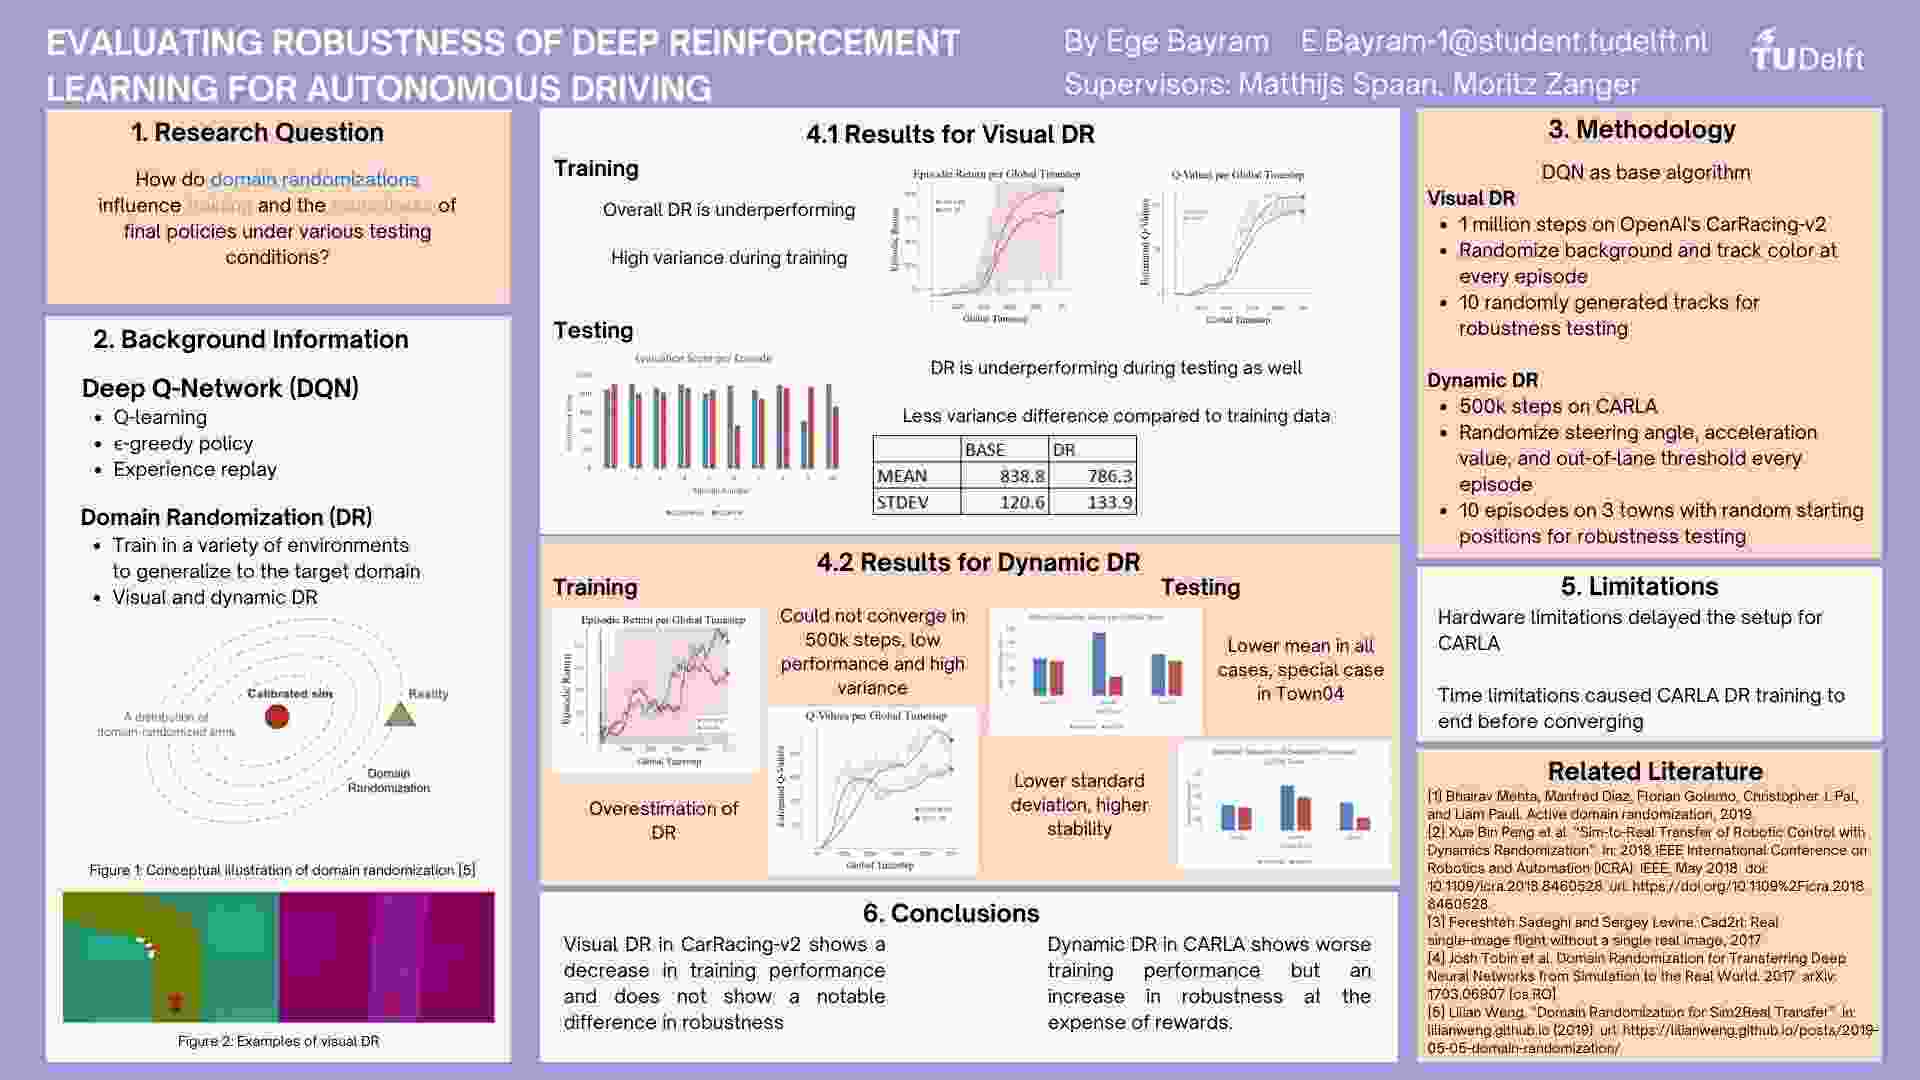 EVALUATING ROBUSTNESS OF DEEP REINFORCEMENT
LEARNING FOR AUTONOMOUS DRIVING
By Ege Bayram E.Bayram-1@student.tudelft.nl
Supervisors: Matthijs Spaan, Moritz Zanger
TU Delft
1. Research Question
How do domain randomizations
influence training and the robustness of
final policies under various testing
conditions?
2. Background Information
Deep Q-Network (DQN)
• Q-learning
• ϵ-greedy policy
• Experience replay
Domain Randomization (DR)
• Train in a variety of environments
to generalize to the target domain
• Visual and dynamic DR
Calibrated sim
Reality
A distribution of
domain-randomized sims
Domain
Randomization
Figure 1: Conceptual illustration of domain randomization [5]
Figure 2: Examples of visual DR
4.1 Results for Visual DR
Training
Overall DR is underperforming
High variance during training
Episodic Return per Global Timestep
Episodic Return
Global Timestep
Q-Values per Global Timestep
Estimated Q-Values
Global Timestep
Testing
Evaluation Score per Episode
DR is underperforming during testing as well
Less variance difference compared to training data
BASE DR
MEAN 838.8 786.3
STDEV 120.6 133.9
4.2 Results for Dynamic DR
Training
Episodic Return per Global Timestep
Episodic Return
Global Timestep
Could not converge in
500k steps, low
performance and high
variance
Overestimation of
DR
Q-Values per Global Timestep
Estimated Q-Values
Global Timestep
Testing
Lower mean in all
cases, special case
in Town04
Lower standard
deviation, higher
stability
6. Conclusions
Visual DR in CarRacing-v2 shows a
decrease in training performance
and does not show a notable
difference in robustness
Dynamic DR in CARLA shows worse
training performance but an
increase in robustness at the
expense of rewards.
3. Methodology
DQN as base algorithm
Visual DR
• 1 million steps on OpenAI's CarRacing-v2
• Randomize background and track color at
every episode
• 10 randomly generated tracks for
robustness testing
Dynamic DR
• 500k steps on CARLA
• Randomize steering angle, acceleration
value, and out-of-lane threshold every
episode
• 10 episodes on 3 towns with random starting
positions for robustness testing
5. Limitations
Hardware limitations delayed the setup for
CARLA
Time limitations caused CARLA DR training to
end before converging
Related Literature
[1] Bhairav Mehta, Manfred Diaz, Florian Golemo, Christopher J. Pal,
and Liam Paull. Active domain randomization, 2019.
[2] Xue Bin Peng et al. "Sim-to-Real Transfer of Robotic Control with
Dynamics Randomization". In: 2018 IEEE International Conference on
Robotics and Automation (ICRA). IEEE, May 2018. doi:
10.1109/icra.2018.8460528. url: https://doi.org/10.1109%2Ficra.2018.
8460528.
[3] Fereshteh Sadeghi and Sergey Levine. Cad2rl: Real
single-image flight without a single real image, 2017
[4] Josh Tobin et al. Domain Randomization for Transferring Deep
Neural Networks from Simulation to the Real World. 2017. arXiv:
1703.06907 [cs.RO]
[5] Lilian Weng. "Domain Randomization for Sim2Real Transfer". In:
lilianweng.github.io (2019). url: https://lilianweng.github.io/posts/2019-
05-05-domain-randomization/